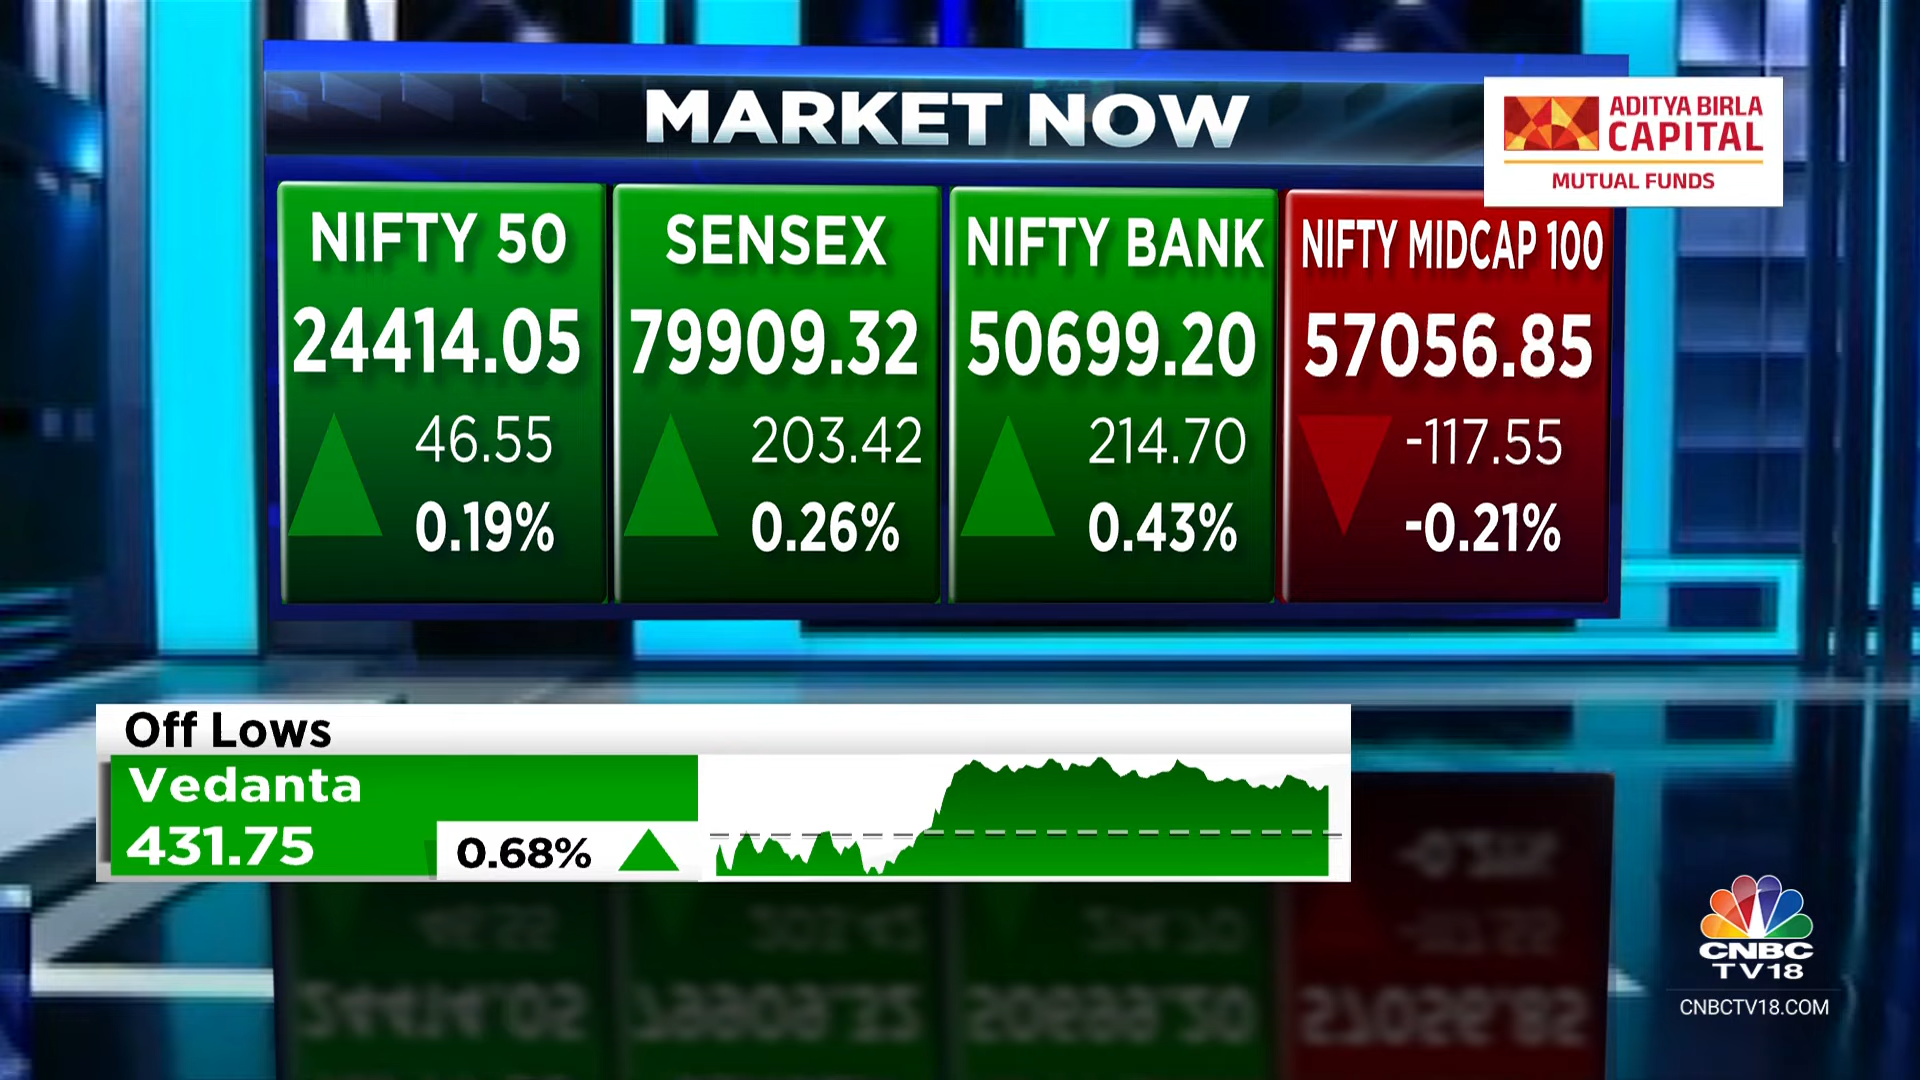 MARKET NOW
ADITYA BIRLA
CAPITAL
MUTUAL FUNDS
NIFTY 50
24414.05
46.55
0.19%
SENSEX
79909.32
203.42
0.26%
NIFTY BANK
50699.20
214.70
0.43%
NIFTY MIDCAP 100
57056.85
-117.55
-0.21%
Off Lows
Vedanta
431.75
0.68%
CNBC
TV18
CNBCTV18.COM